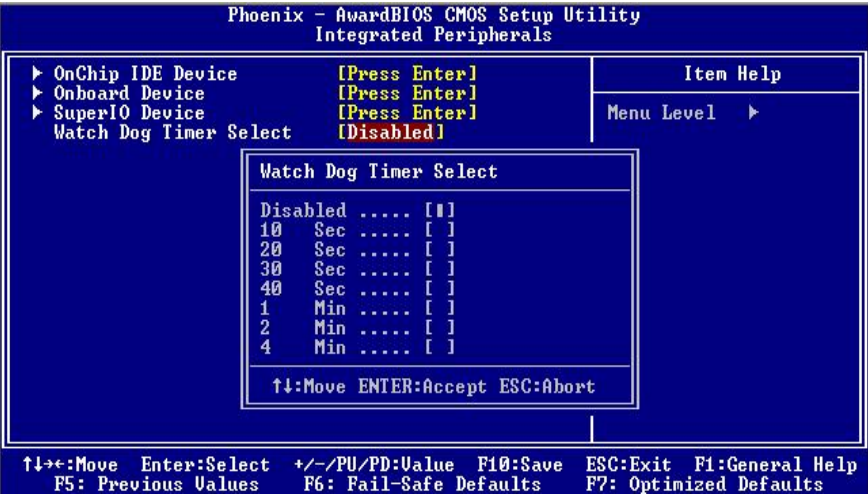 Phoenix - AwardBIOS CMOS Setup Utility
Integrated Peripherals
▶ OnChip IDE Device [Press Enter]
▶ Onboard Device [Press Enter]
▶ SuperIO Device [Press Enter]
Watch Dog Timer Select [Disabled]
Item Help
Menu Level ▶
Watch Dog Timer Select
Disabled ..... [▮]
10 Sec ..... [ ]
20 Sec ..... [ ]
30 Sec ..... [ ]
40 Sec ..... [ ]
1 Min ..... [ ]
2 Min ..... [ ]
4 Min ..... [ ]
↑↓:Move ENTER:Accept ESC:Abort
↑↓→←:Move Enter:Select +/-/PU/PD:Value F10:Save ESC:Exit F1:General Help
F5: Previous Values F6: Fail-Safe Defaults F7: Optimized Defaults